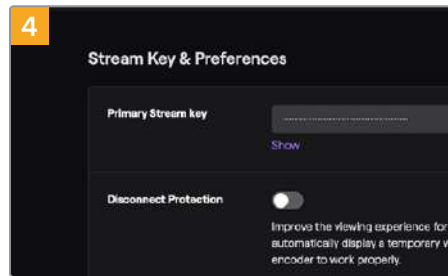 4
Stream Key & Preferences
Primary Stream key
Show
Disconnect Protection
Improve the viewing experience for
automatically display a temporary
encoder to work properly.